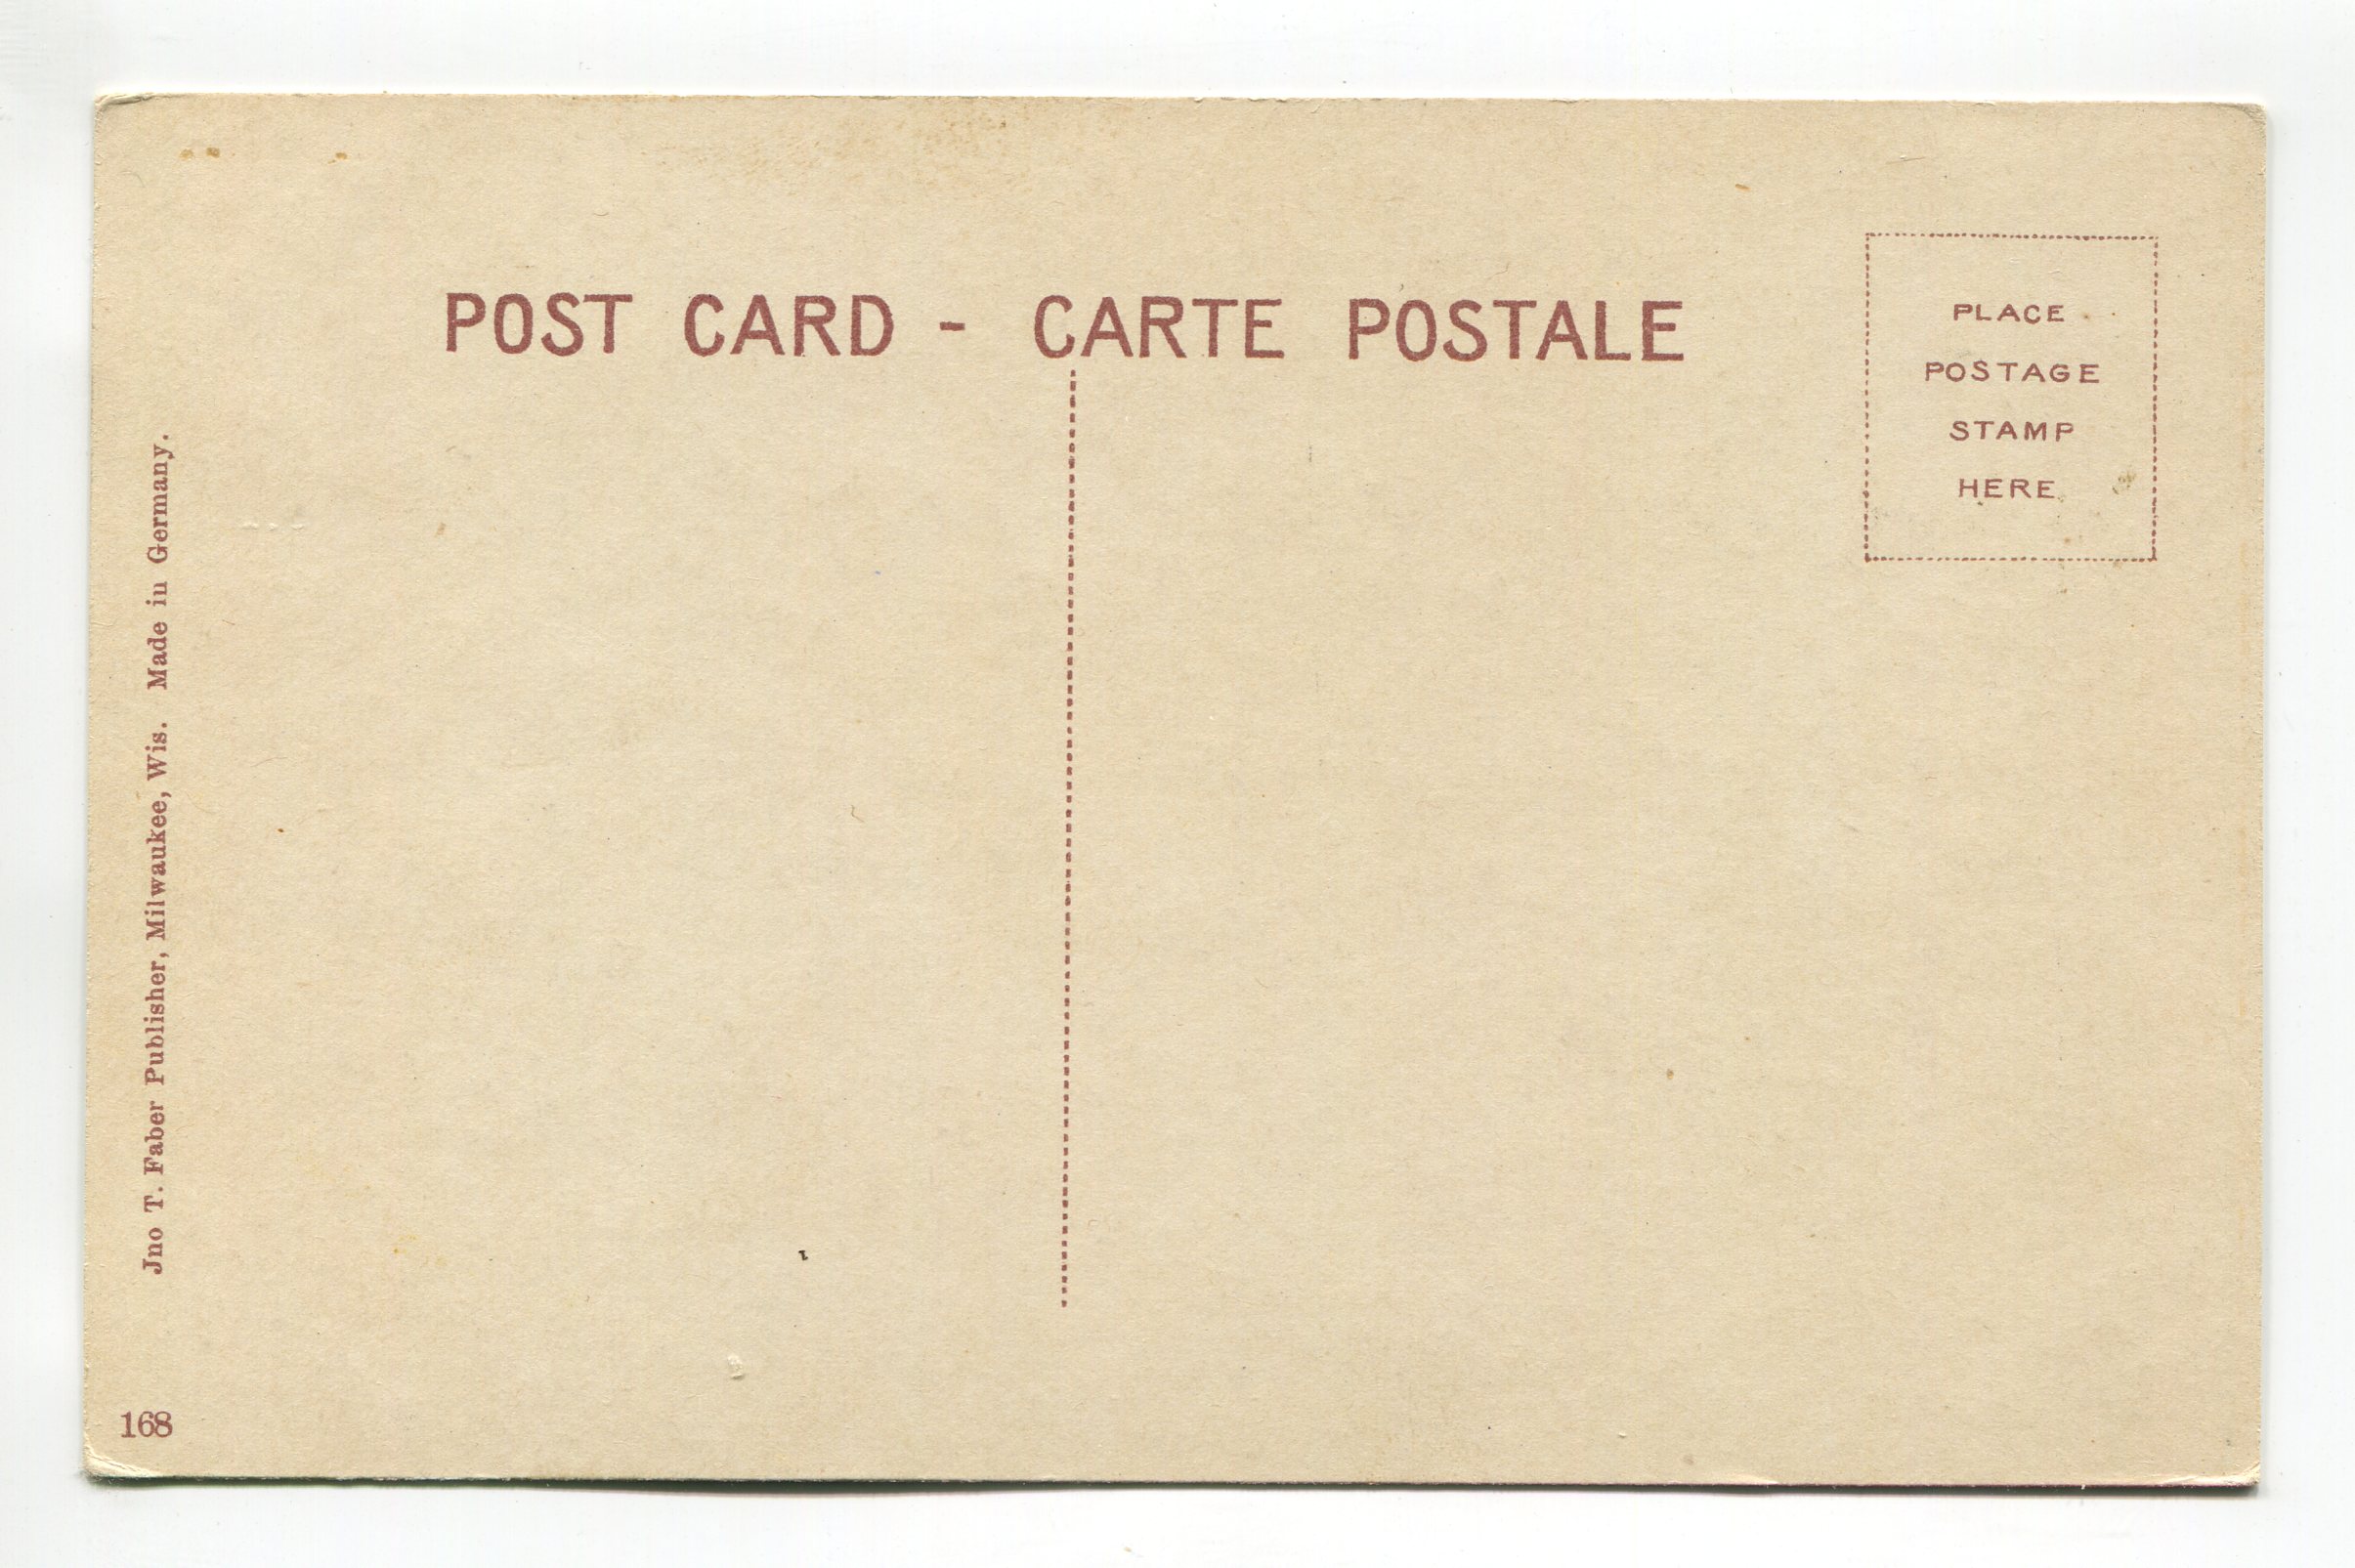 POST CARD - CARTE POSTALE
PLACE
POSTAGE
STAMP
HERE
Jno T. Faber Publisher, Milwaukee, Wis. Made in Germany.
168